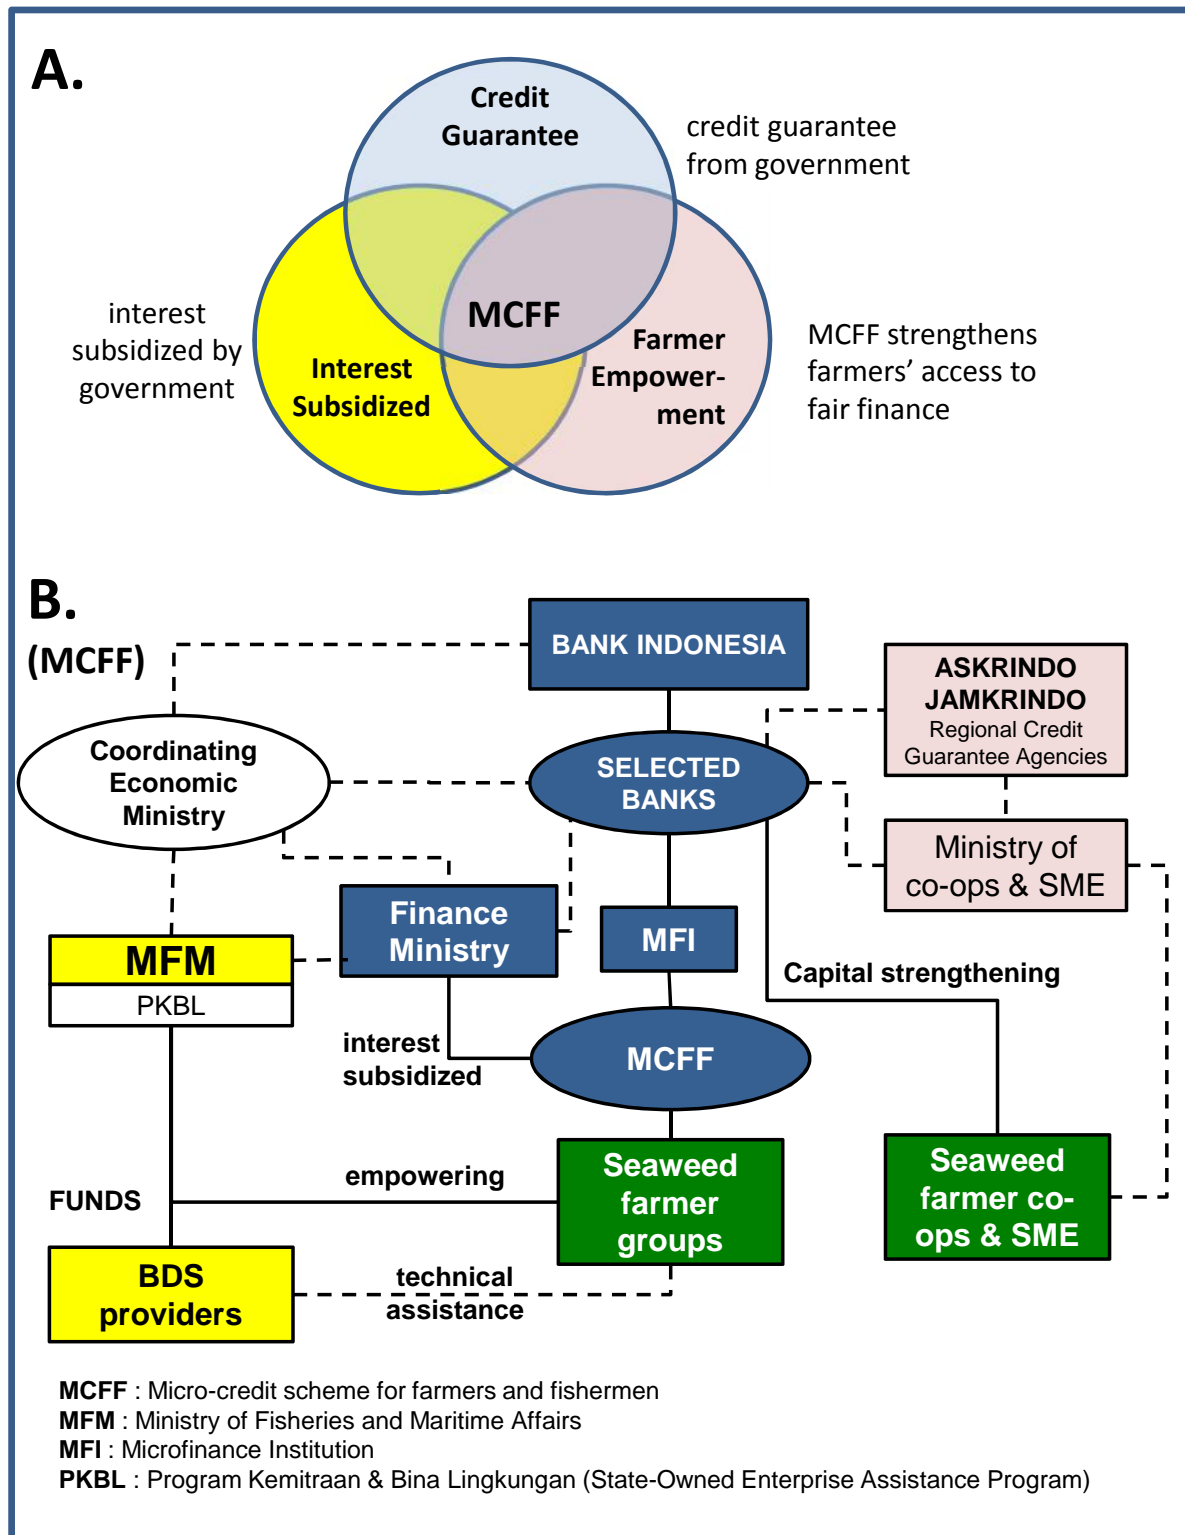 A.
Credit
Guarantee
credit guarantee
from government
interest
subsidized by
government
MCFF
Interest
Subsidized
Farmer
Empower-
ment
MCFF strengthens
farmers’ access to
fair finance
B.
(MCFF)
BANK INDONESIA
ASKRINDO
JAMKRINDO
Regional Credit
Guarantee Agencies
Coordinating
Economic
Ministry
SELECTED
BANKS
Ministry of
co-ops & SME
Finance
Ministry
MFI
MFM
PKBL
Capital strengthening
interest
subsidized
MCFF
Seaweed
farmer
groups
Seaweed
farmer co-
ops & SME
empowering
FUNDS
BDS
providers
technical
assistance
MCFF : Micro-credit scheme for farmers and fishermen
MFM : Ministry of Fisheries and Maritime Affairs
MFI : Microfinance Institution
PKBL : Program Kemitraan & Bina Lingkungan (State-Owned Enterprise Assistance Program)